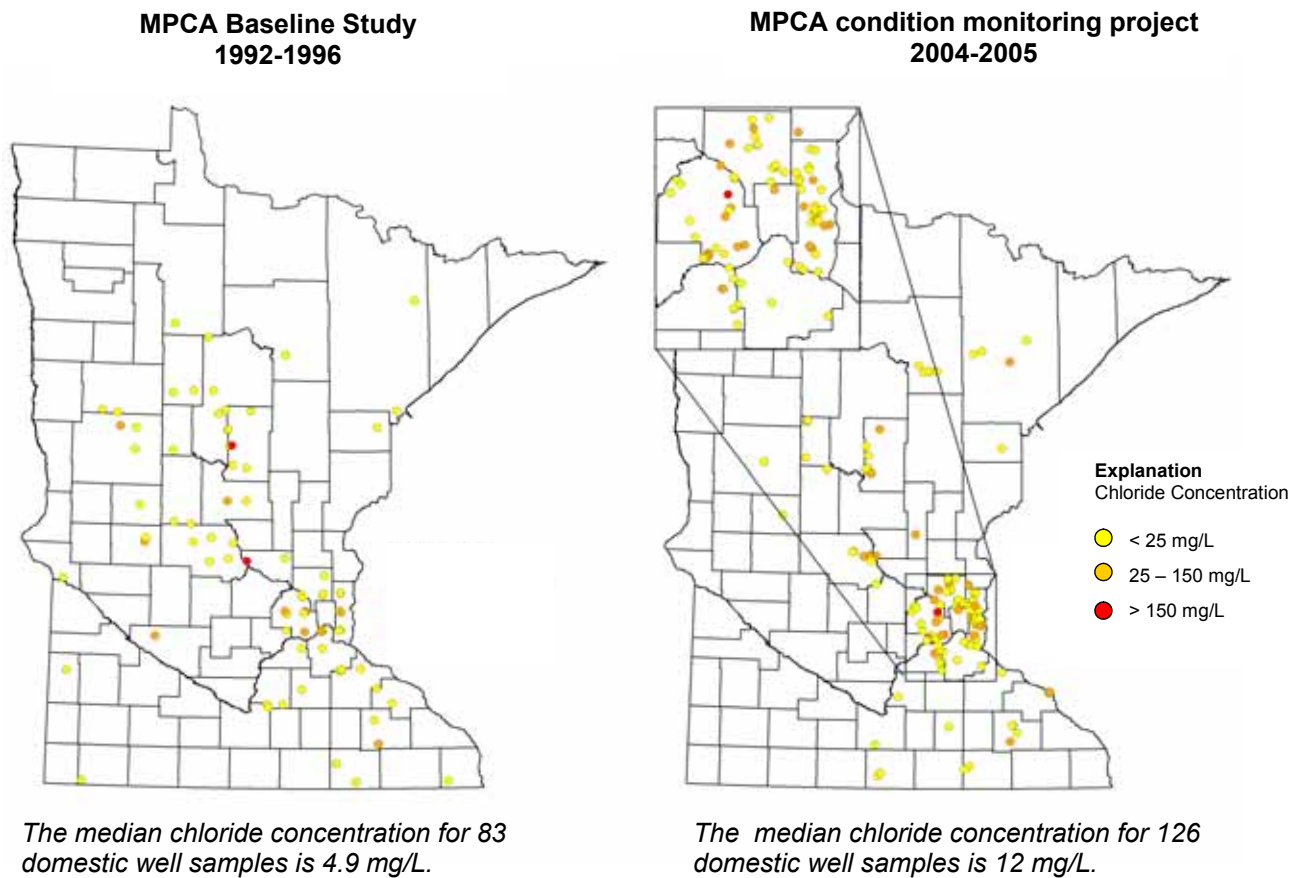 MPCA Baseline Study
1992-1996
MPCA condition monitoring project
2004-2005
Explanation
Chloride Concentration
< 25 mg/L
25 – 150 mg/L
> 150 mg/L
The median chloride concentration for 83
domestic well samples is 4.9 mg/L.
The median chloride concentration for 126
domestic well samples is 12 mg/L.